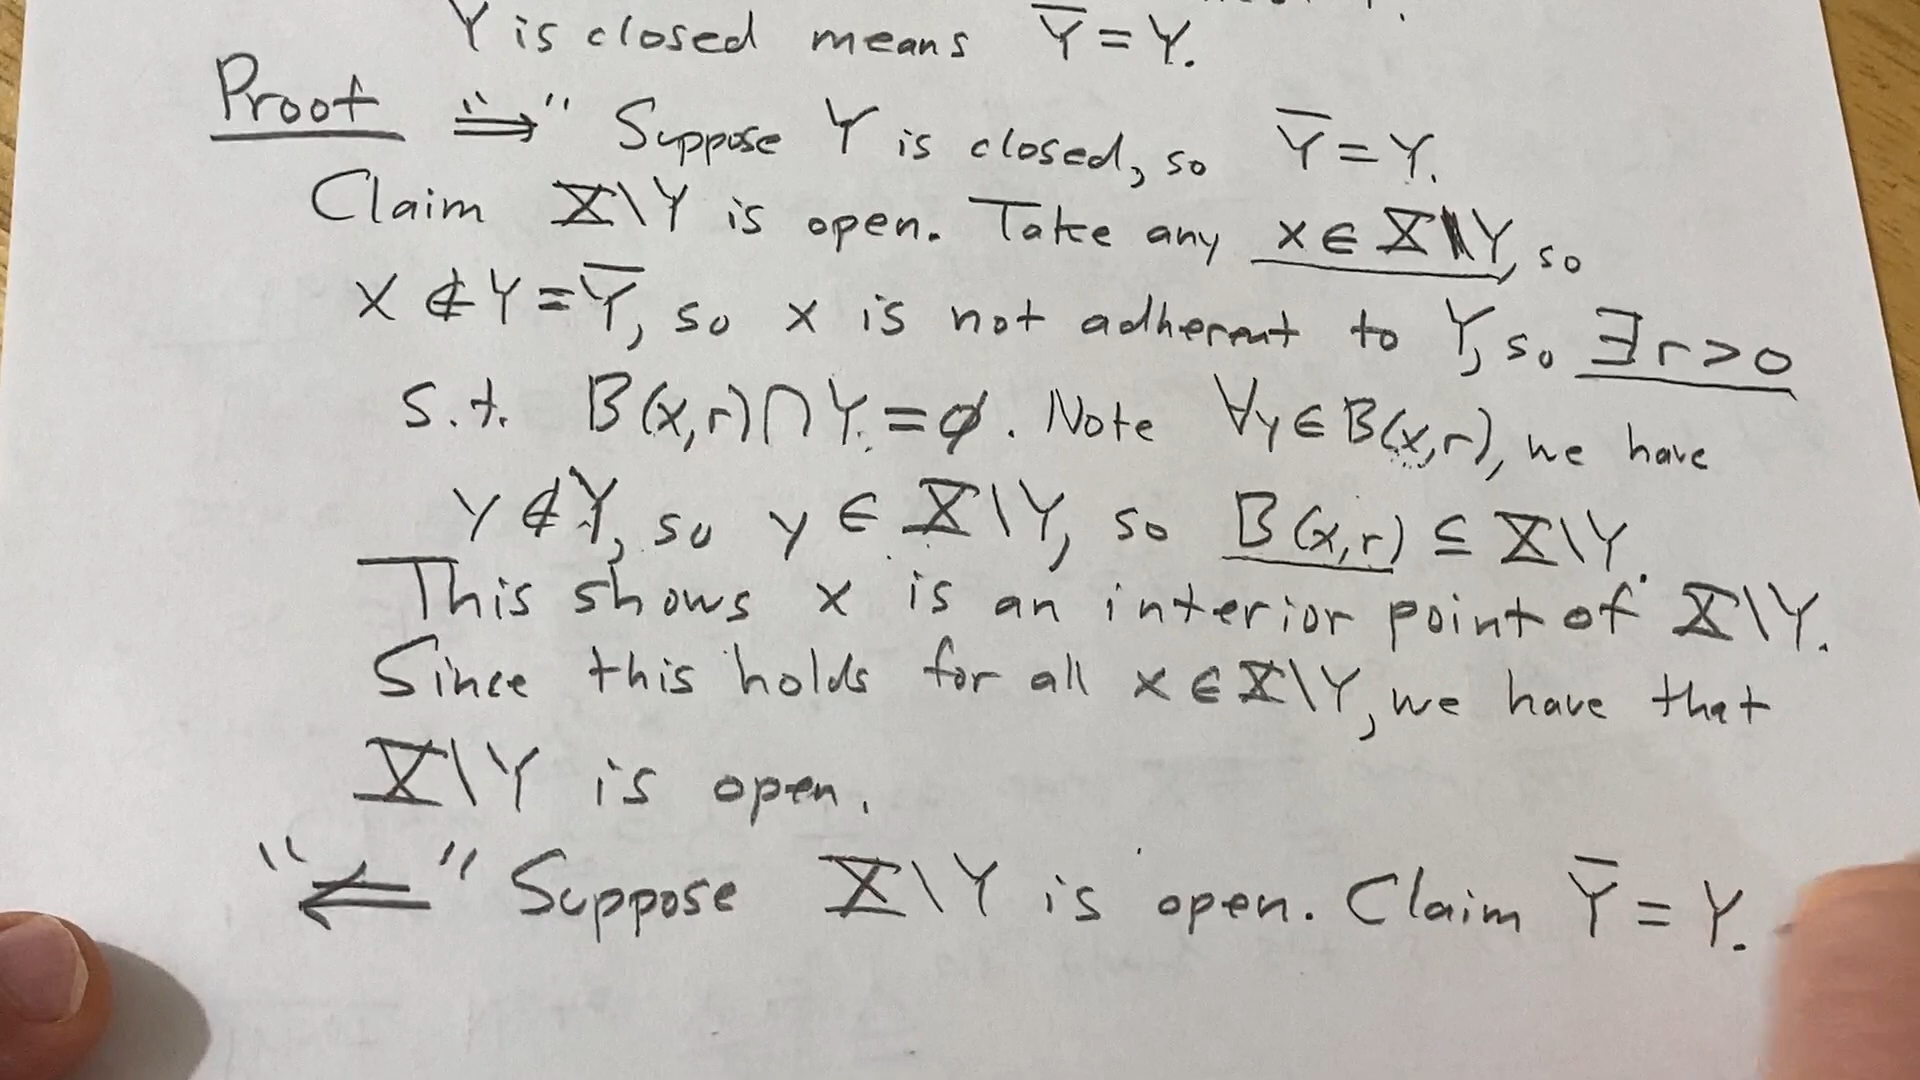 Y is closed means Y̅ = Y.
Proof "⇒" Suppose Y is closed, so Y̅ = Y.
Claim X\Y is open. Take any x ∈ X\Y, so
x ∉ Y = Y̅, so x is not adherent to Y, so ∃ r > 0
s.t. B(x,r) ∩ Y = ∅. Note ∀y ∈ B(x,r), we have
y ∉ Y, so y ∈ X\Y, so B(x,r) ⊆ X\Y.
This shows x is an interior point of X\Y.
Since this holds for all x ∈ X\Y, we have that
X\Y is open.
"⇐" Suppose X\Y is open. Claim Y̅ = Y.